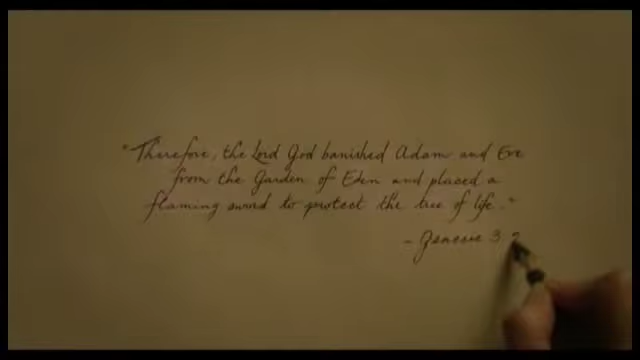 "Therefore, the Lord God banished Adam and Eve
from the Garden of Eden and placed a
flaming sword to protect the tree of life."
- Genesis 3